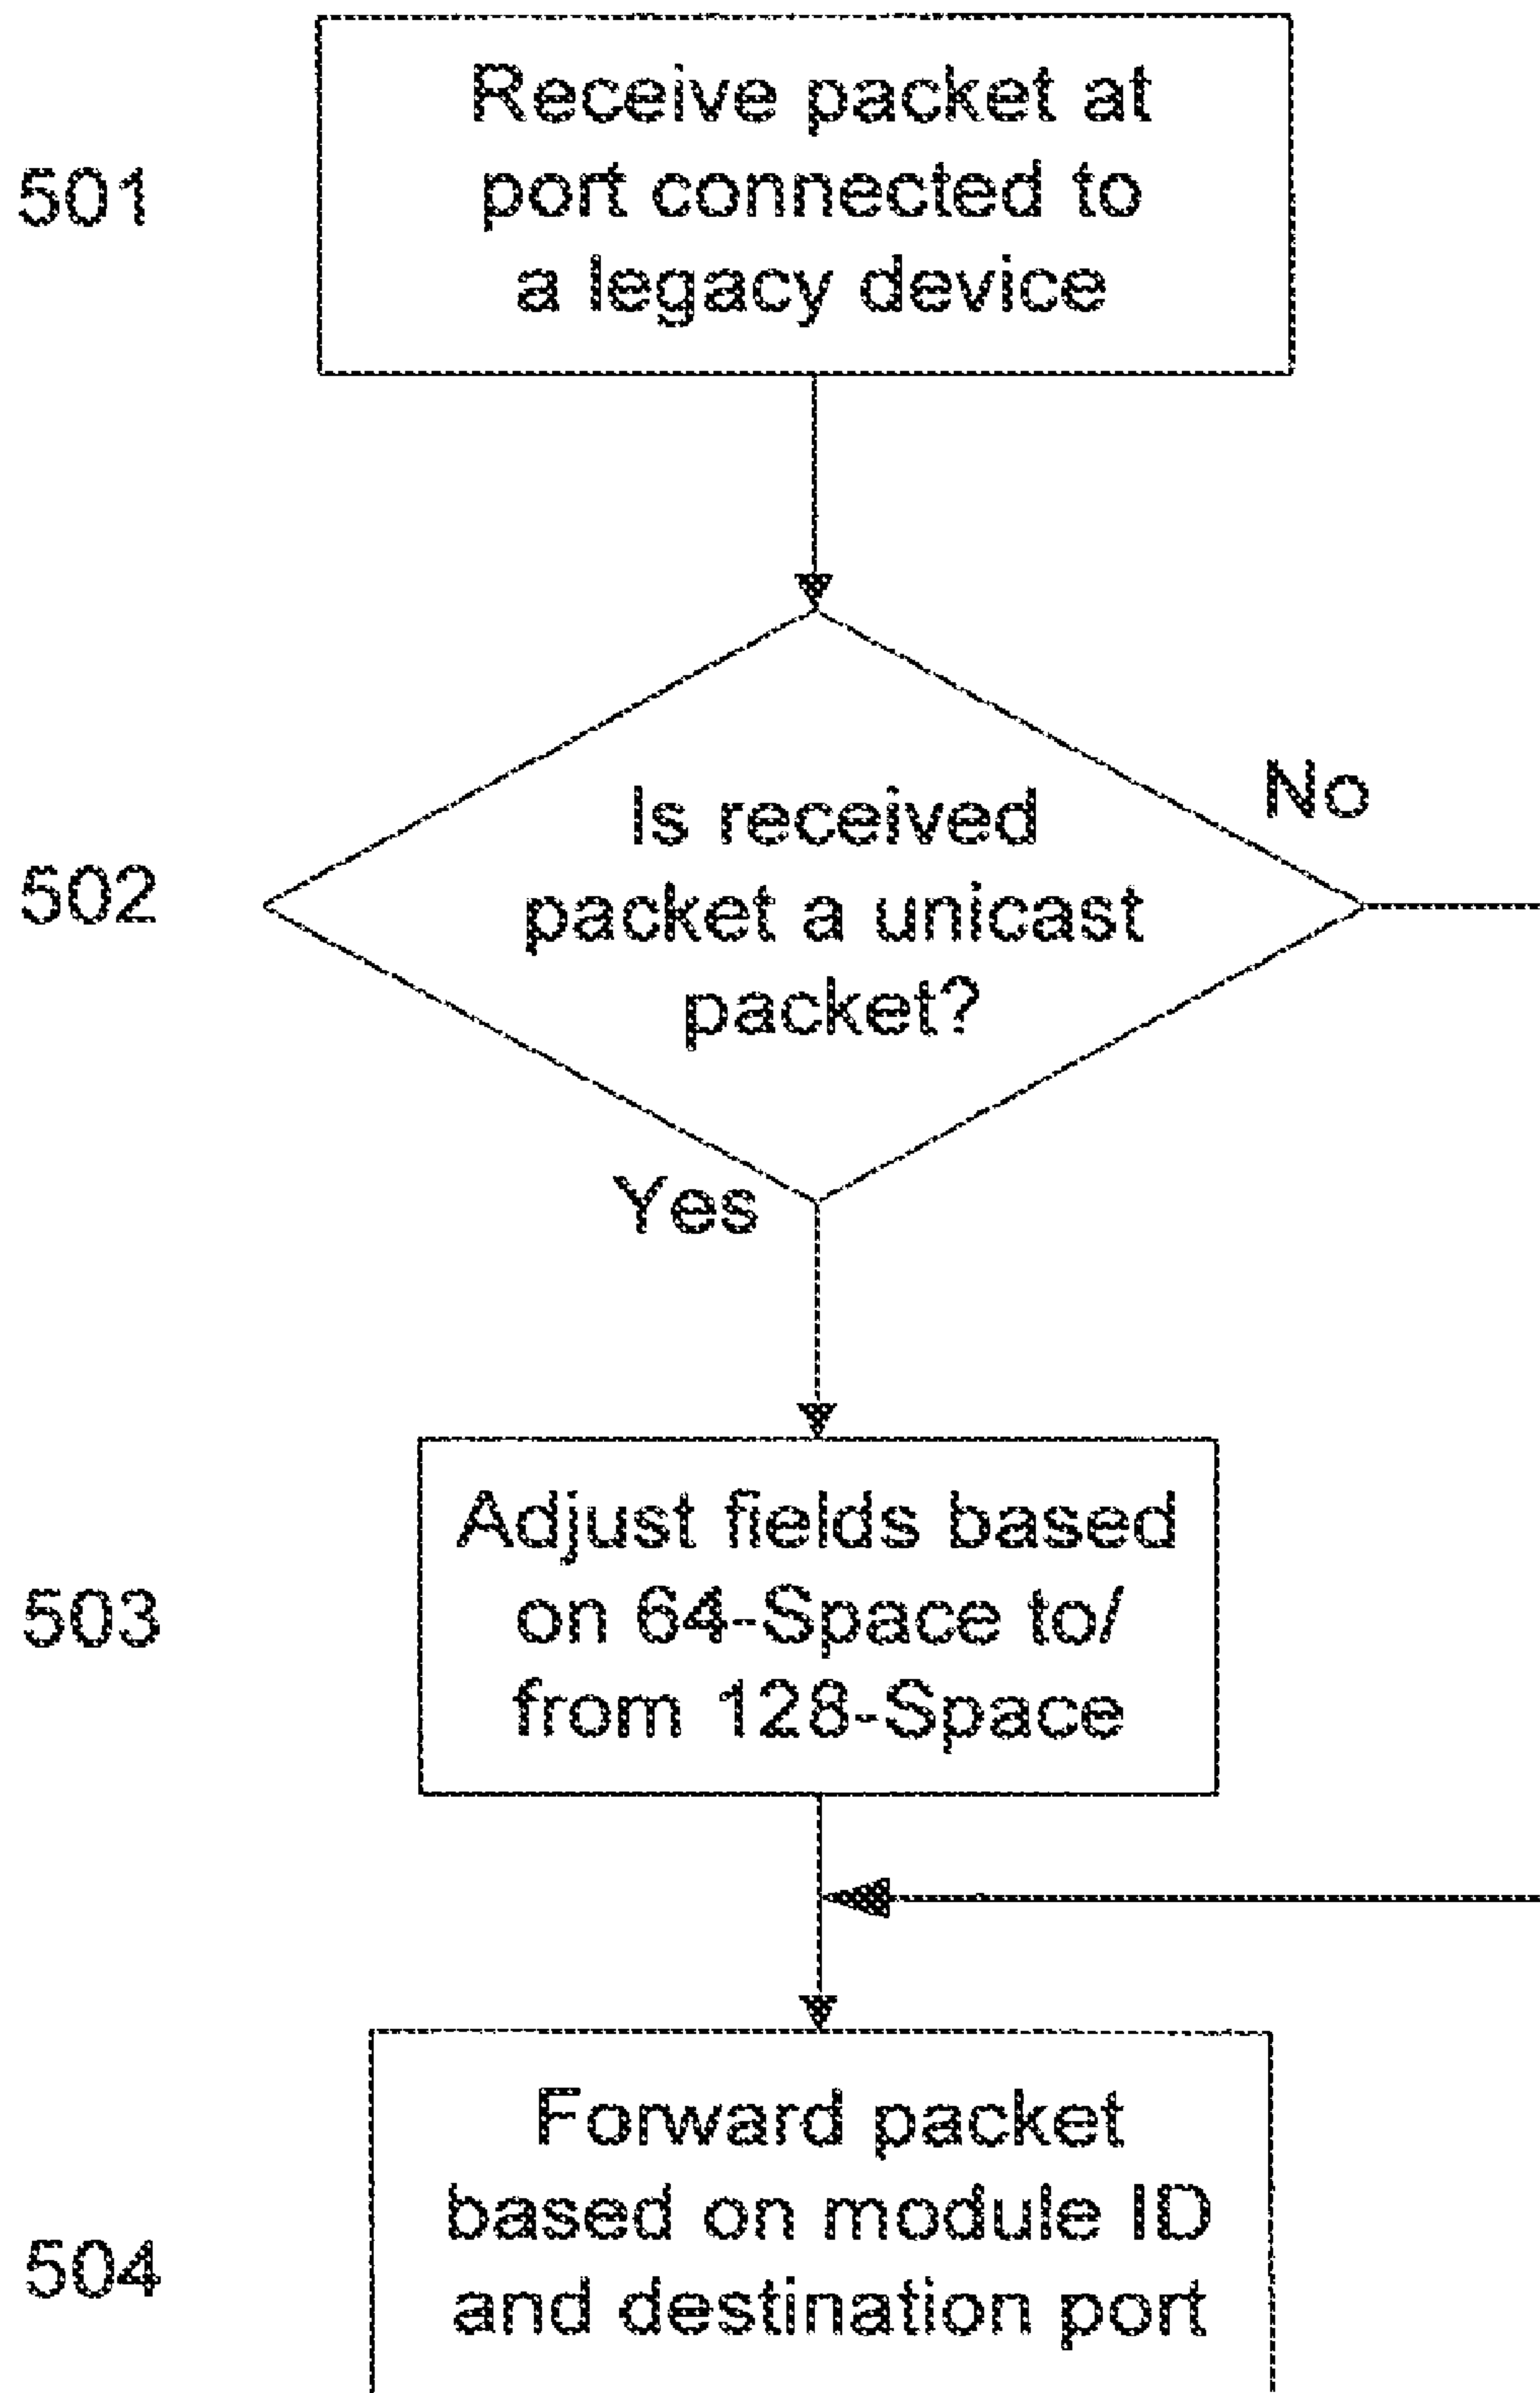 501
Receive packet at
port connected to
a legacy device
502
Is received
packet a unicast
packet?
No
Yes
503
Adjust fields based
on 64-Space to/
from 128-Space
504
Forward packet
based on module ID
and destination port